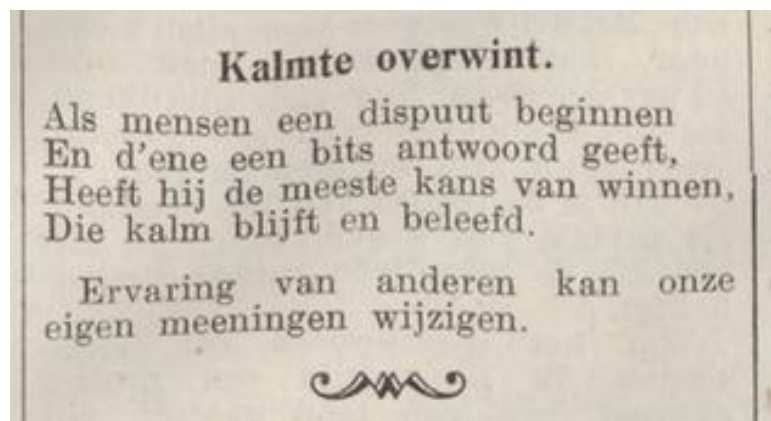 Kalmte overwint.
Als mensen een dispuut beginnen
En d'ene een bits antwoord geeft,
Heeft hij de meeste kans van winnen,
Die kalm blijft en beleefd.
Ervaring van anderen kan onze
eigen meeningen wijzigen.